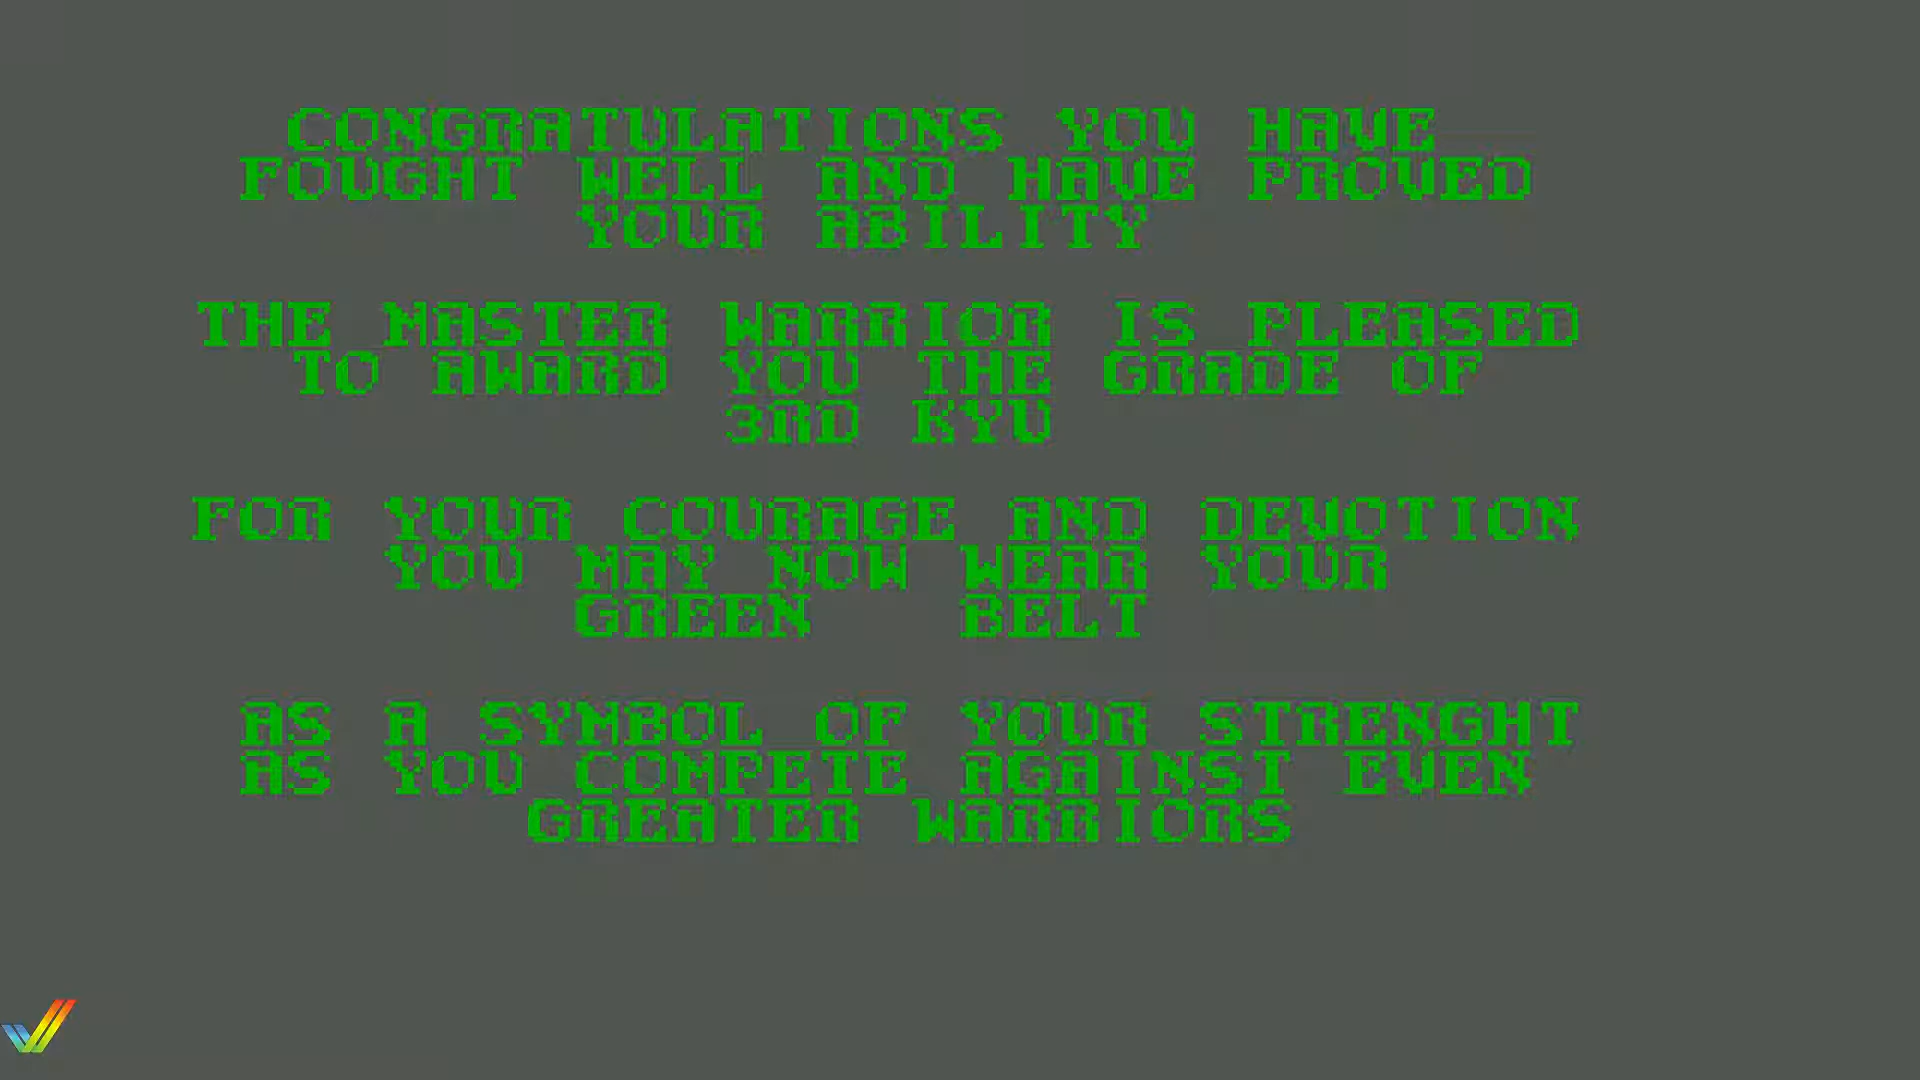 CONGRATULATIONS YOU HAVE
FOUGHT WELL AND HAVE PROVED
YOUR ABILITY
THE MASTER WARRIOR IS PLEASED
TO AWARD YOU THE GRADE OF
3RD KYU
FOR YOUR COURAGE AND DEVOTION
YOU MAY NOW WEAR YOUR
GREEN BELT
AS A SYMBOL OF YOUR STRENGHT
AS YOU COMPETE AGAINST EVEN
GREATER WARRIORS